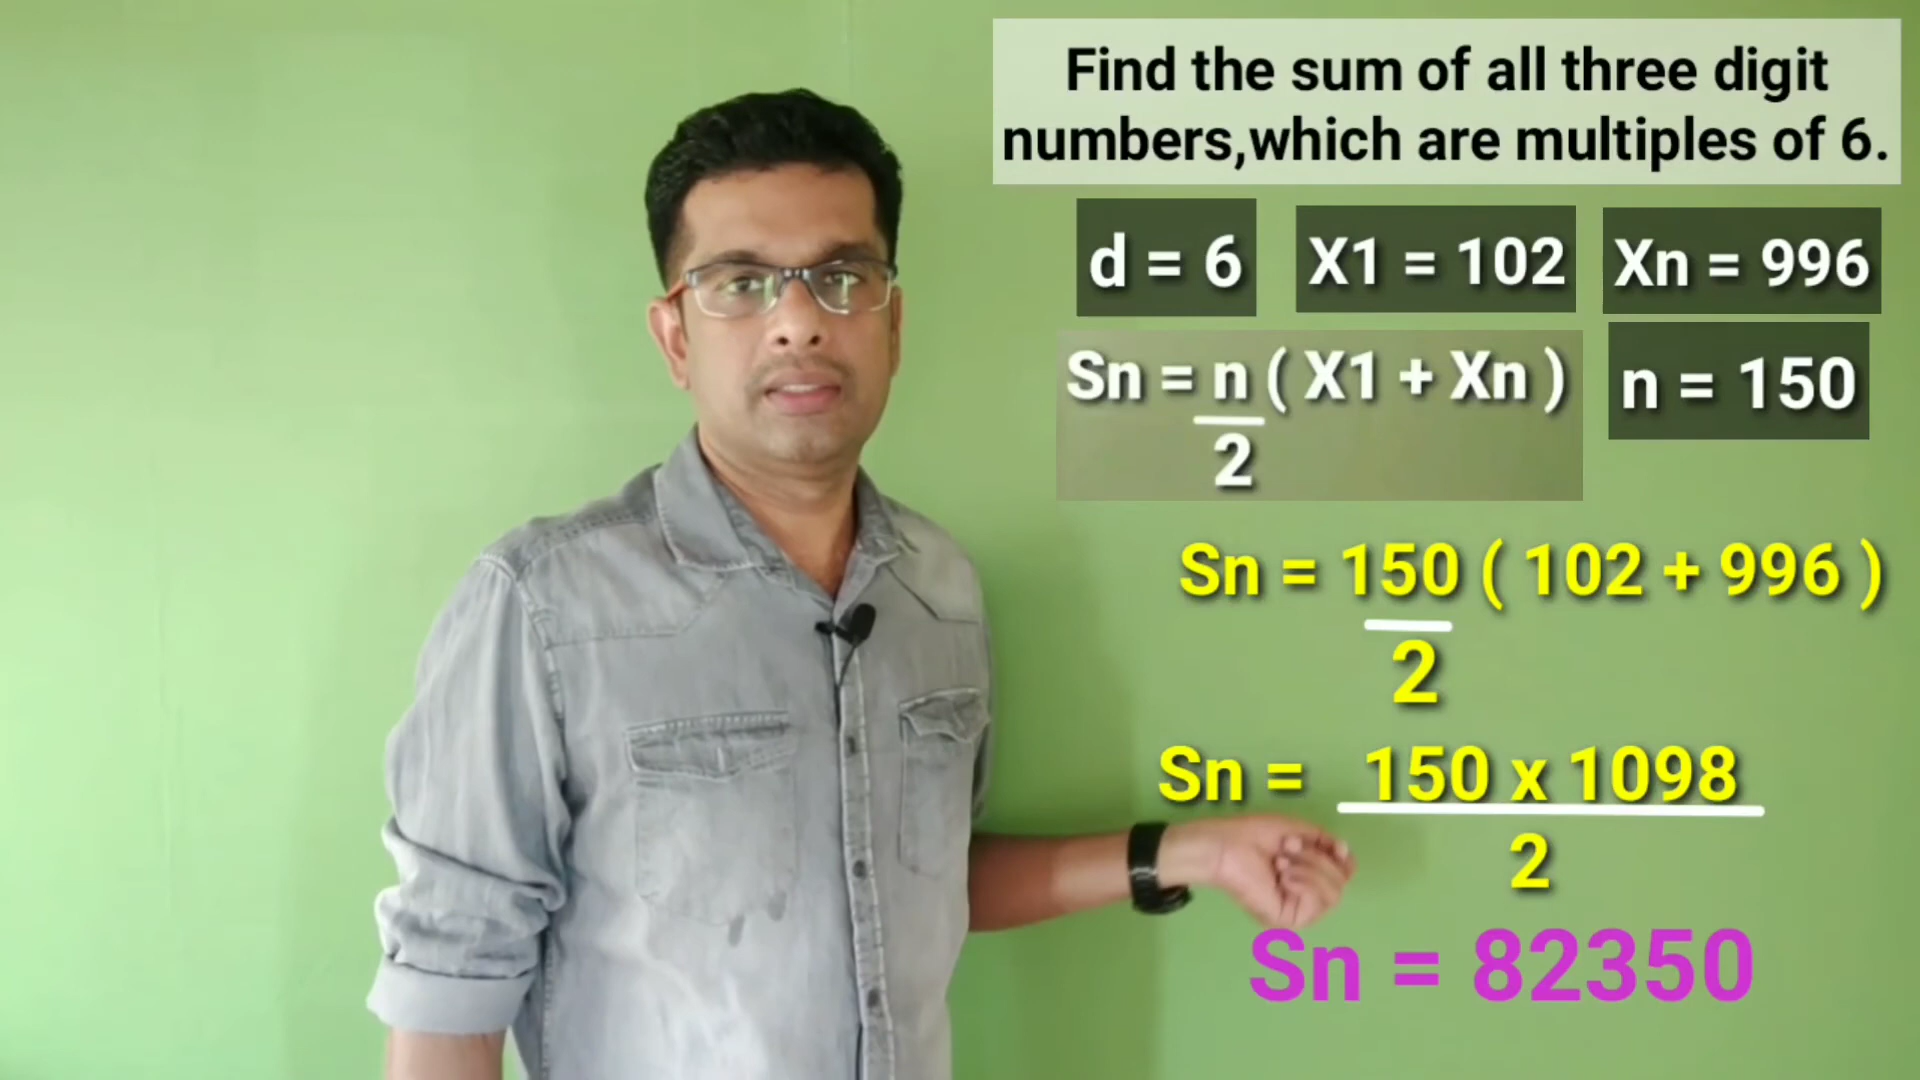 Find the sum of all three digit
numbers,which are multiples of 6.
d = 6
X1 = 102
Xn = 996
Sn = n ( X1 + Xn )
2
n = 150
Sn = 150 ( 102 + 996 )
2
Sn = 150 x 1098
2
Sn = 82350